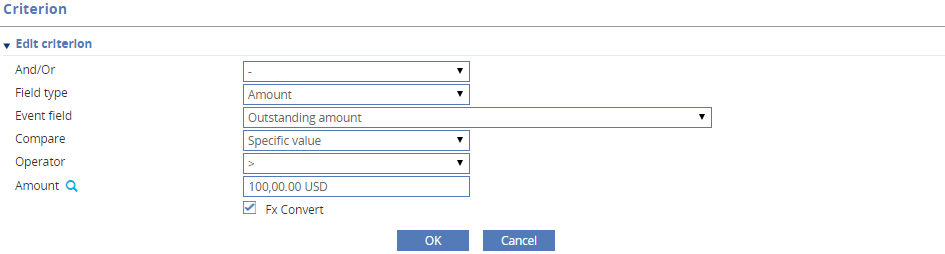 Criterion
Edit criterion
And/Or -
Field type Amount
Event field Outstanding amount
Compare Specific value
Operator >
Amount 100,00.00 USD
Fx Convert
OK Cancel